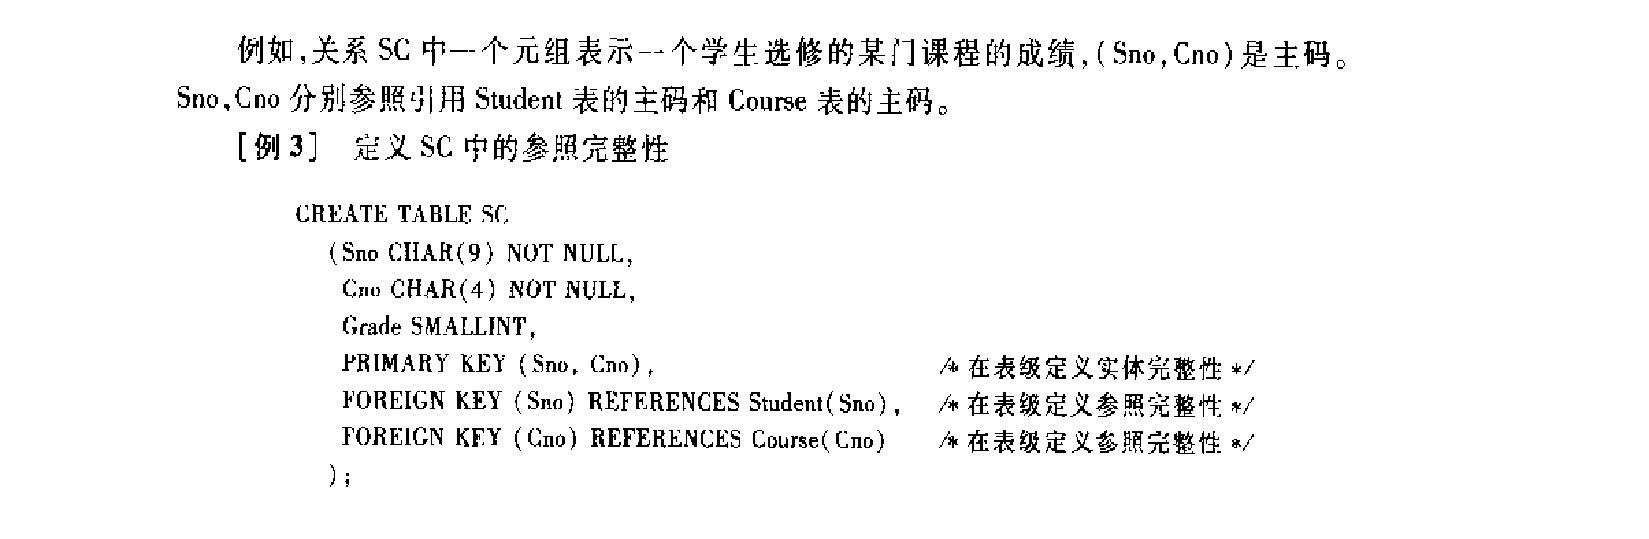 例如,关系 SC 中一个元组表示一个学生选修的某门课程的成绩,(Sno,Cno)是主码。
Sno,Cno 分别参照引用 Student 表的主码和 Course 表的主码。
[例 3] 定义 SC 中的参照完整性
CREATE TABLE SC
(Sno CHAR(9) NOT NULL,
Cno CHAR(4) NOT NULL,
Grade SMALLINT,
PRIMARY KEY (Sno, Cno), /* 在表级定义实体完整性 */
FOREIGN KEY (Sno) REFERENCES Student(Sno), /* 在表级定义参照完整性 */
FOREIGN KEY (Cno) REFERENCES Course(Cno) /* 在表级定义参照完整性 */
);